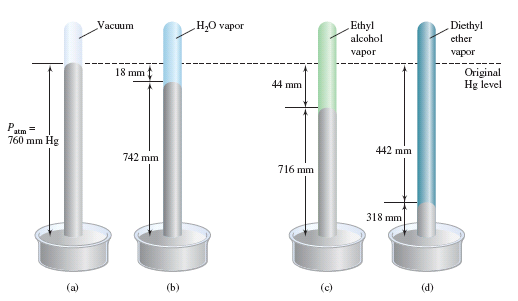 Vacuum
H₂O vapor
Ethyl
alcohol
vapor
Diethyl
ether
vapor
Original
Hg level
18 mm
44 mm
P_atm =
760 mm Hg
742 mm
716 mm
442 mm
318 mm
(a)
(b)
(c)
(d)